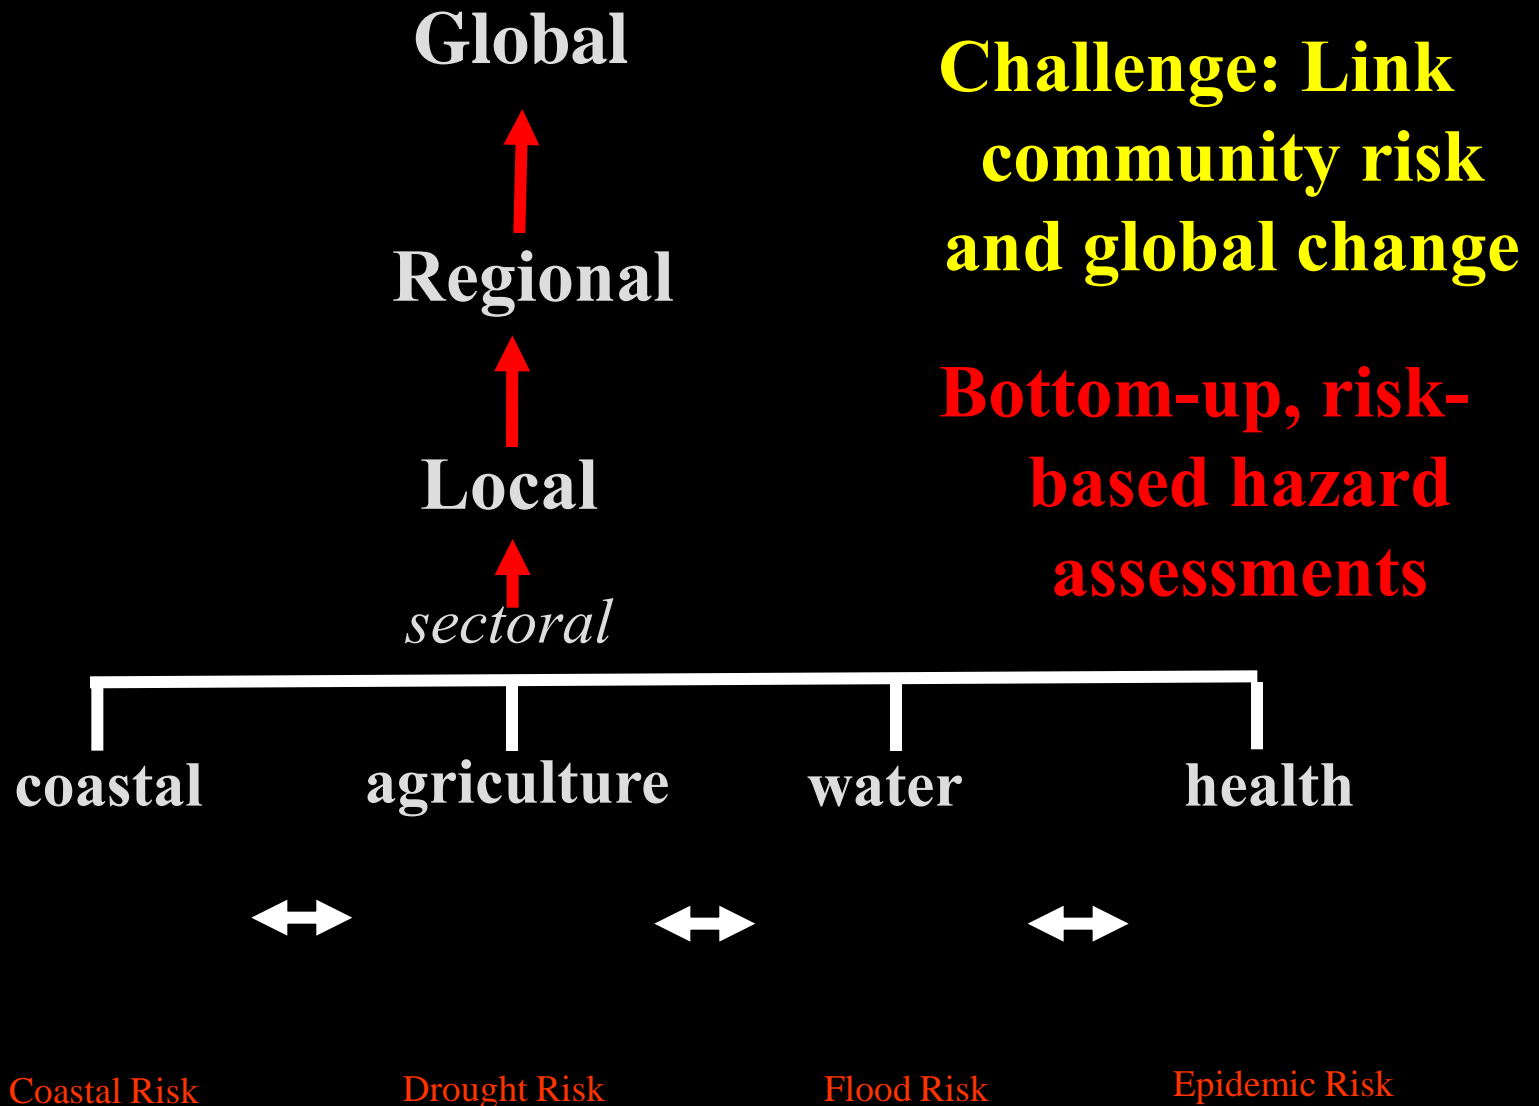 Global
Challenge: Link
community risk
and global change
Regional
Bottom-up, risk-
based hazard
assessments
Local
sectoral
coastal
agriculture
water
health
Coastal Risk
Drought Risk
Flood Risk
Epidemic Risk